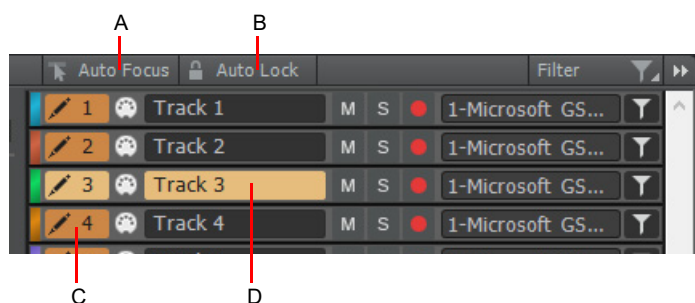 A B
Auto Focus Auto Lock Filter
1 Track 1 M S 1-Microsoft GS...
2 Track 2 M S 1-Microsoft GS...
3 Track 3 M S 1-Microsoft GS...
4 Track 4 M S 1-Microsoft GS...
C D